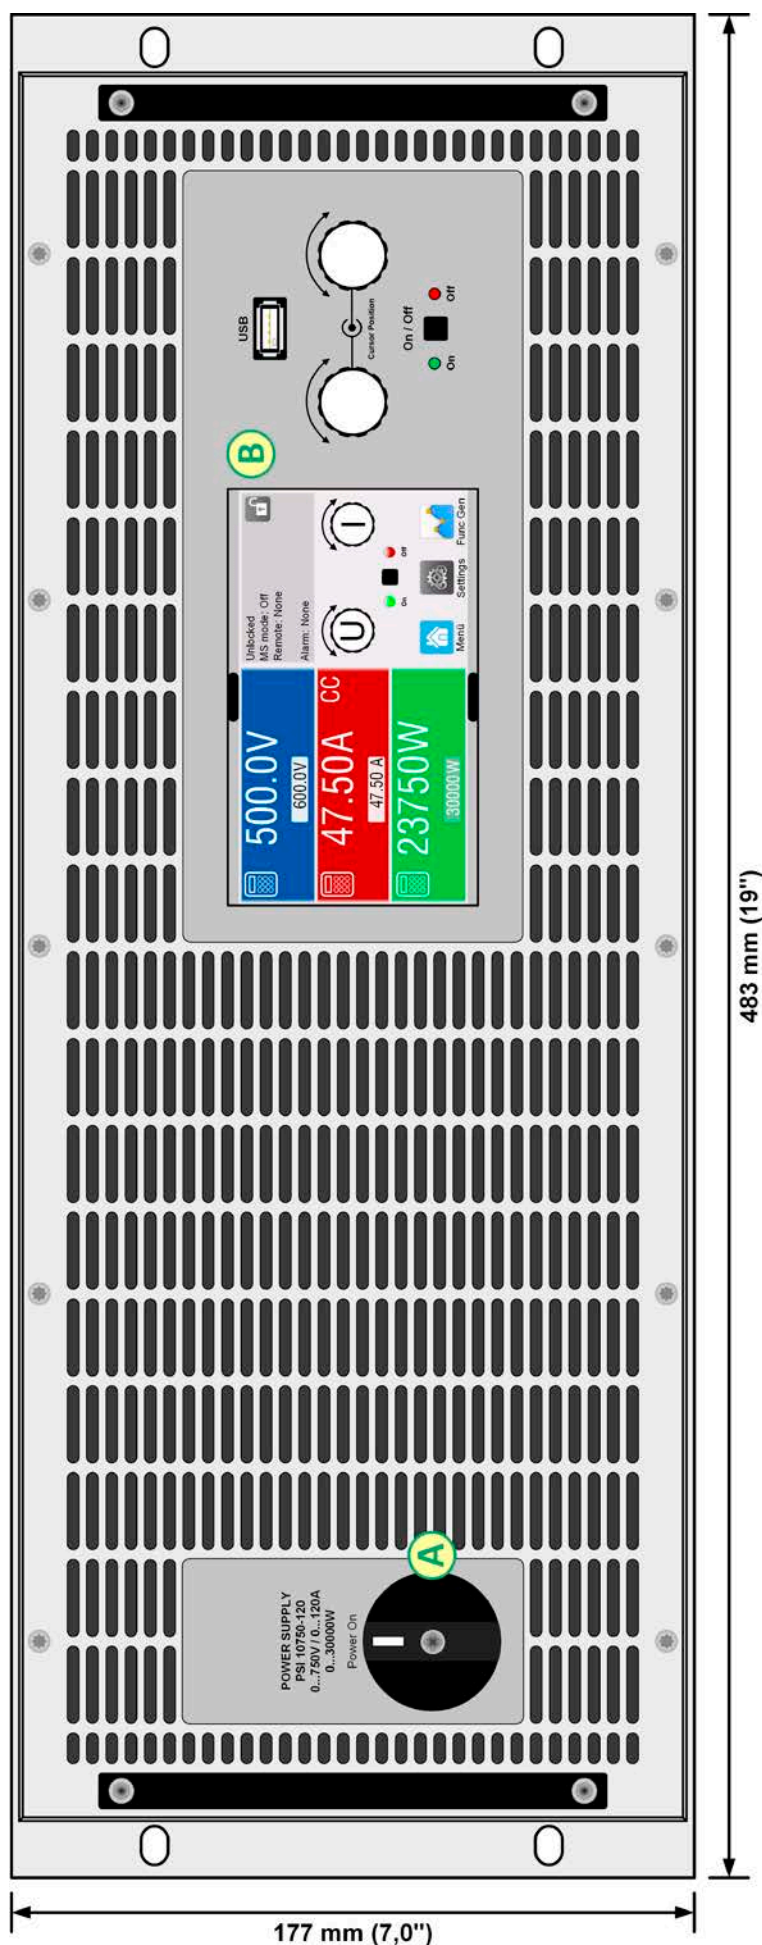 POWER SUPPLY
PSI 10750-120
0...750V / 0...120A
0...30000W
Power On
A
500.0V
600.0V
47.50A CC
47.50 A
23750W
30000W
Unlocked
MS mode: Off
Remote: None
Alarm: None
U
I
On
Off
Menü
Settings
Func Gen
B
USB
Cursor Position
On / Off
On
Off
483 mm (19")
177 mm (7,0")